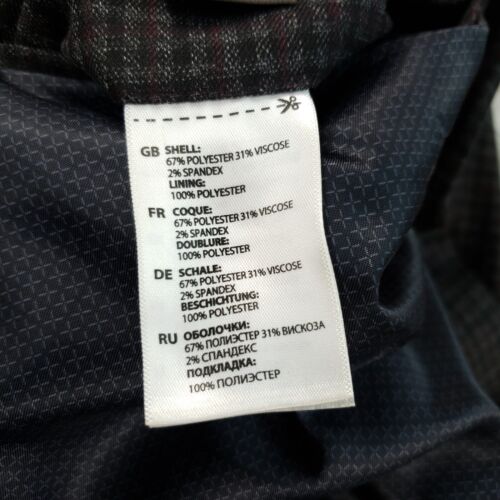 GB SHELL:
67% POLYESTER 31% VISCOSE
2% SPANDEX
LINING:
100% POLYESTER
FR COQUE:
67% POLYESTER 31% VISCOSE
2% SPANDEX
DOUBLURE:
100% POLYESTER
DE SCHALE:
67% POLYESTER 31% VISCOSE
2% SPANDEX
BESCHICHTUNG:
100% POLYESTER
RU ОБОЛОЧКИ:
67% ПОЛИЭСТЕР 31% ВИСКОЗА
2% СПАНДЕКС
ПОДКЛАДКА:
100% ПОЛИЭСТЕР